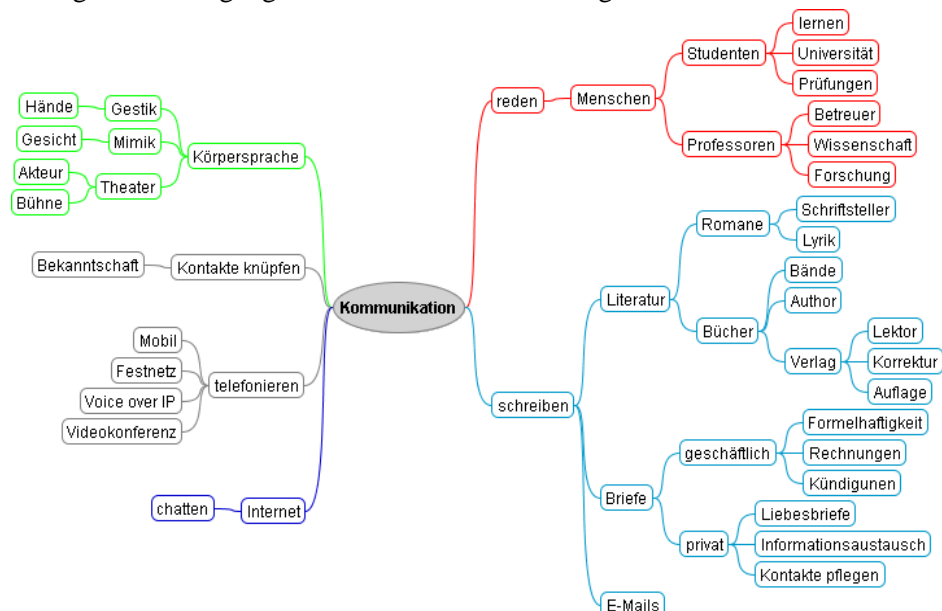 Kommunikation
Körpersprache
Gestik
Hände
Mimik
Gesicht
Theater
Akteur
Bühne
Kontakte knüpfen
Bekanntschaft
telefonieren
Mobil
Festnetz
Voice over IP
Videokonferenz
Internet
chatten
reden
Menschen
Studenten
lernen
Universität
Prüfungen
Professoren
Betreuer
Wissenschaft
Forschung
schreiben
Literatur
Romane
Schriftsteller
Lyrik
Bücher
Bände
Author
Verlag
Lektor
Korrektur
Auflage
Briefe
geschäftlich
Formelhaftigkeit
Rechnungen
Kündigunen
privat
Liebesbriefe
Informationsaustausch
Kontakte pflegen
E-Mails